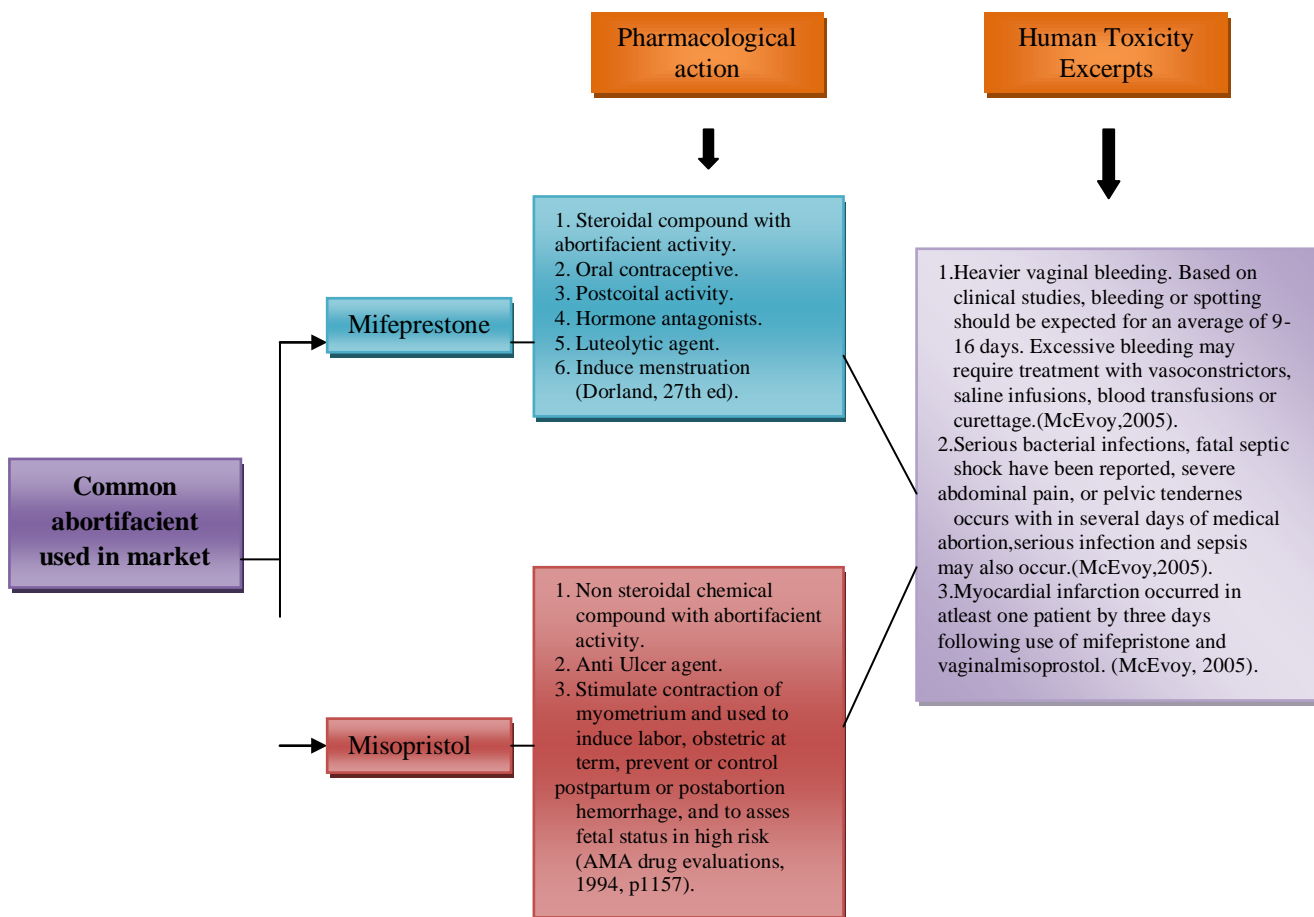 Pharmacological
action
Human Toxicity
Excerpts
Common
abortifacient
used in market
Mifeprestone
1. Steroidal compound with
abortifacient activity.
2. Oral contraceptive.
3. Postcoital activity.
4. Hormone antagonists.
5. Luteolytic agent.
6. Induce menstruation
(Dorland, 27th ed).
Misopristol
1. Non steroidal chemical
compound with abortifacient
activity.
2. Anti Ulcer agent.
3. Stimulate contraction of
myometrium and used to
induce labor, obstetric at
term, prevent or control
postpartum or postabortion
hemorrhage, and to asses
fetal status in high risk
(AMA drug evaluations,
1994, p1157).
1.Heavier vaginal bleeding. Based on
clinical studies, bleeding or spotting
should be expected for an average of 9-
16 days. Excessive bleeding may
require treatment with vasoconstrictors,
saline infusions, blood transfusions or
curettage.(McEvoy,2005).
2.Serious bacterial infections, fatal septic
shock have been reported, severe
abdominal pain, or pelvic tendernes
occurs with in several days of medical
abortion,serious infection and sepsis
may also occur.(McEvoy,2005).
3.Myocardial infarction occurred in
atleast one patient by three days
following use of mifepristone and
vaginalmisoprostol. (McEvoy, 2005).